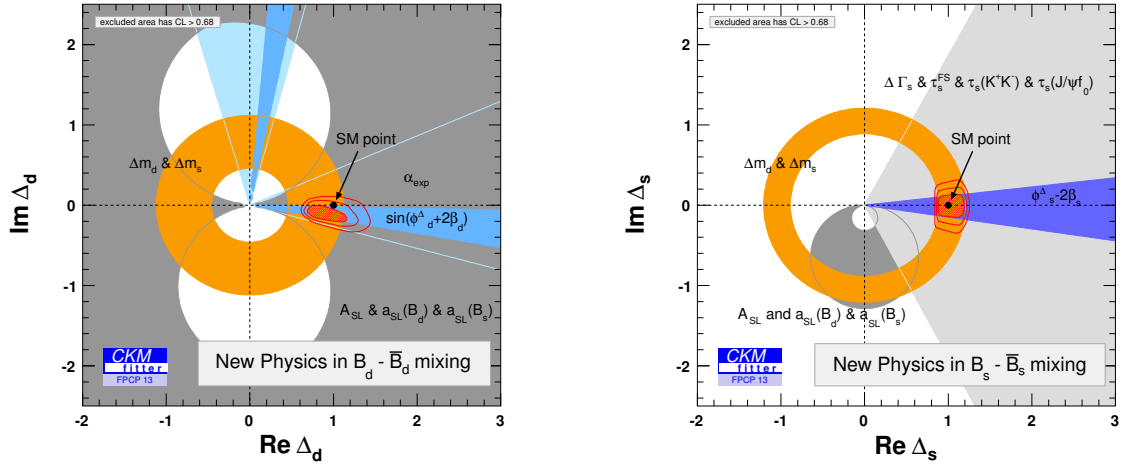 excluded area has CL > 0.68
2
1
0
-1
-2
Im Δd
Δmd & Δms
SM point
αexp
sin(φΔd+2βd)
ASL & aSL(Bd) & aSL(Bs)
CKM
fitter
FPCP 13
New Physics in Bd - B̅d mixing
-2 -1 0 1 2 3
Re Δd
excluded area has CL > 0.68
2
1
0
-1
-2
Im Δs
ΔΓs & τsFS & τs(K+K-) & τs(J/ψf0)
Δmd & Δms
SM point
φΔs-2βs
ASL and aSL(Bd) & aSL(Bs)
CKM
fitter
FPCP 13
New Physics in Bs - B̅s mixing
-2 -1 0 1 2 3
Re Δs